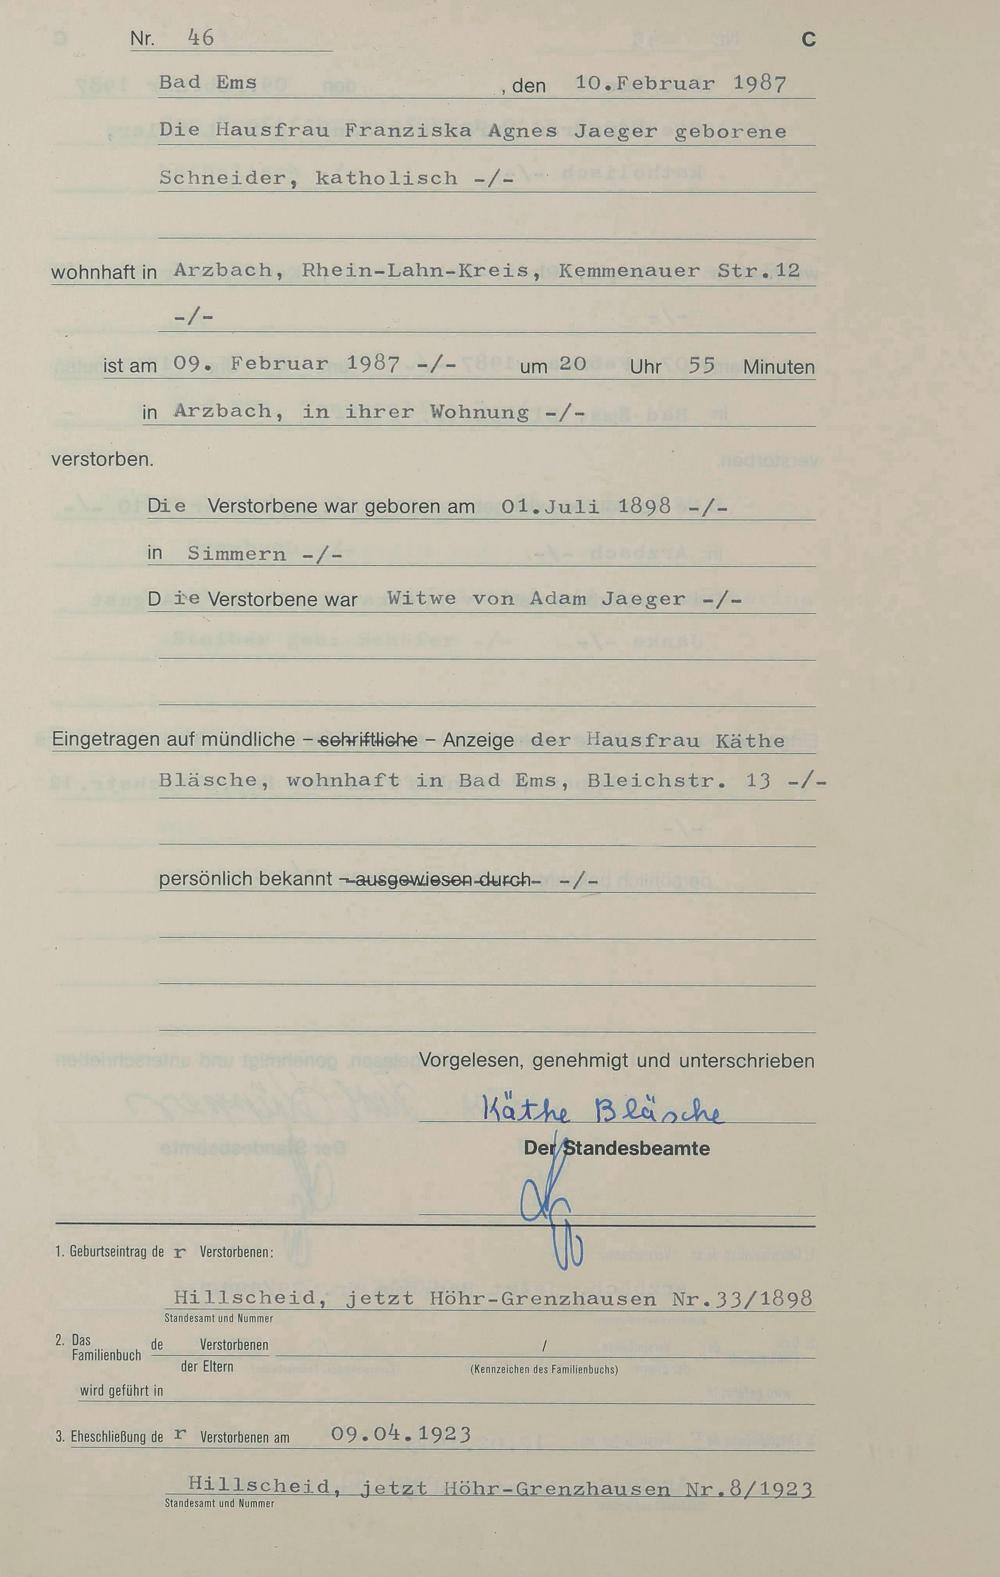 Nr. 46 C
Bad Ems , den 10.Februar 1987
Die Hausfrau Franziska Agnes Jaeger geborene
Schneider, katholisch -/-
wohnhaft in Arzbach, Rhein-Lahn-Kreis, Kemmenauer Str.12
-/-
ist am 09. Februar 1987 -/- um 20 Uhr 55 Minuten
in Arzbach, in ihrer Wohnung -/-
verstorben.
Die Verstorbene war geboren am 01.Juli 1898 -/-
in Simmern -/-
Die Verstorbene war Witwe von Adam Jaeger -/-
Eingetragen auf mündliche – schriftliche – Anzeige der Hausfrau Käthe
Bläsche, wohnhaft in Bad Ems, Bleichstr. 13 -/-
persönlich bekannt – ausgewiesen durch – -/-
Vorgelesen, genehmigt und unterschrieben
Käthe Bläsche
Der Standesbeamte
1. Geburtseintrag de r Verstorbenen:
Hillscheid, jetzt Höhr-Grenzhausen Nr.33/1898
Standesamt und Nummer
2. Das Familienbuch de Verstorbenen /
der Eltern (Kennzeichen des Familienbuchs)
wird geführt in
3. Eheschließung de r Verstorbenen am 09.04.1923
Hillscheid, jetzt Höhr-Grenzhausen Nr.8/1923
Standesamt und Nummer